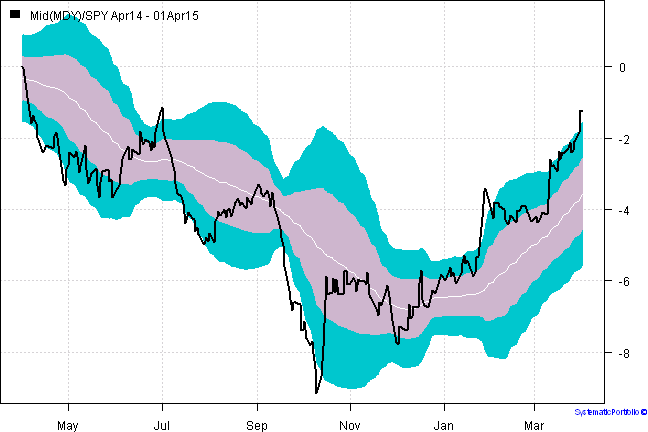 Mid(MDY)/SPY Apr14 - 01Apr15
0
-2
-4
-6
-8
May Jul Sep Nov Jan Mar
SystematicPortfolio ©